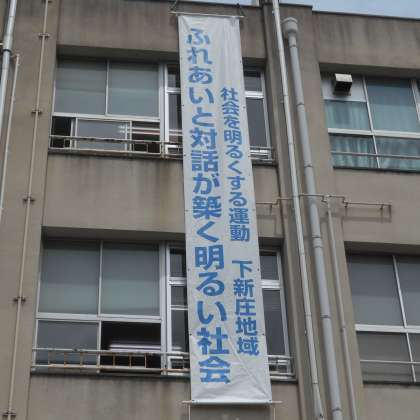 社会を明るくする運動 下新庄地域
ふれあいと対話が築く明るい社会